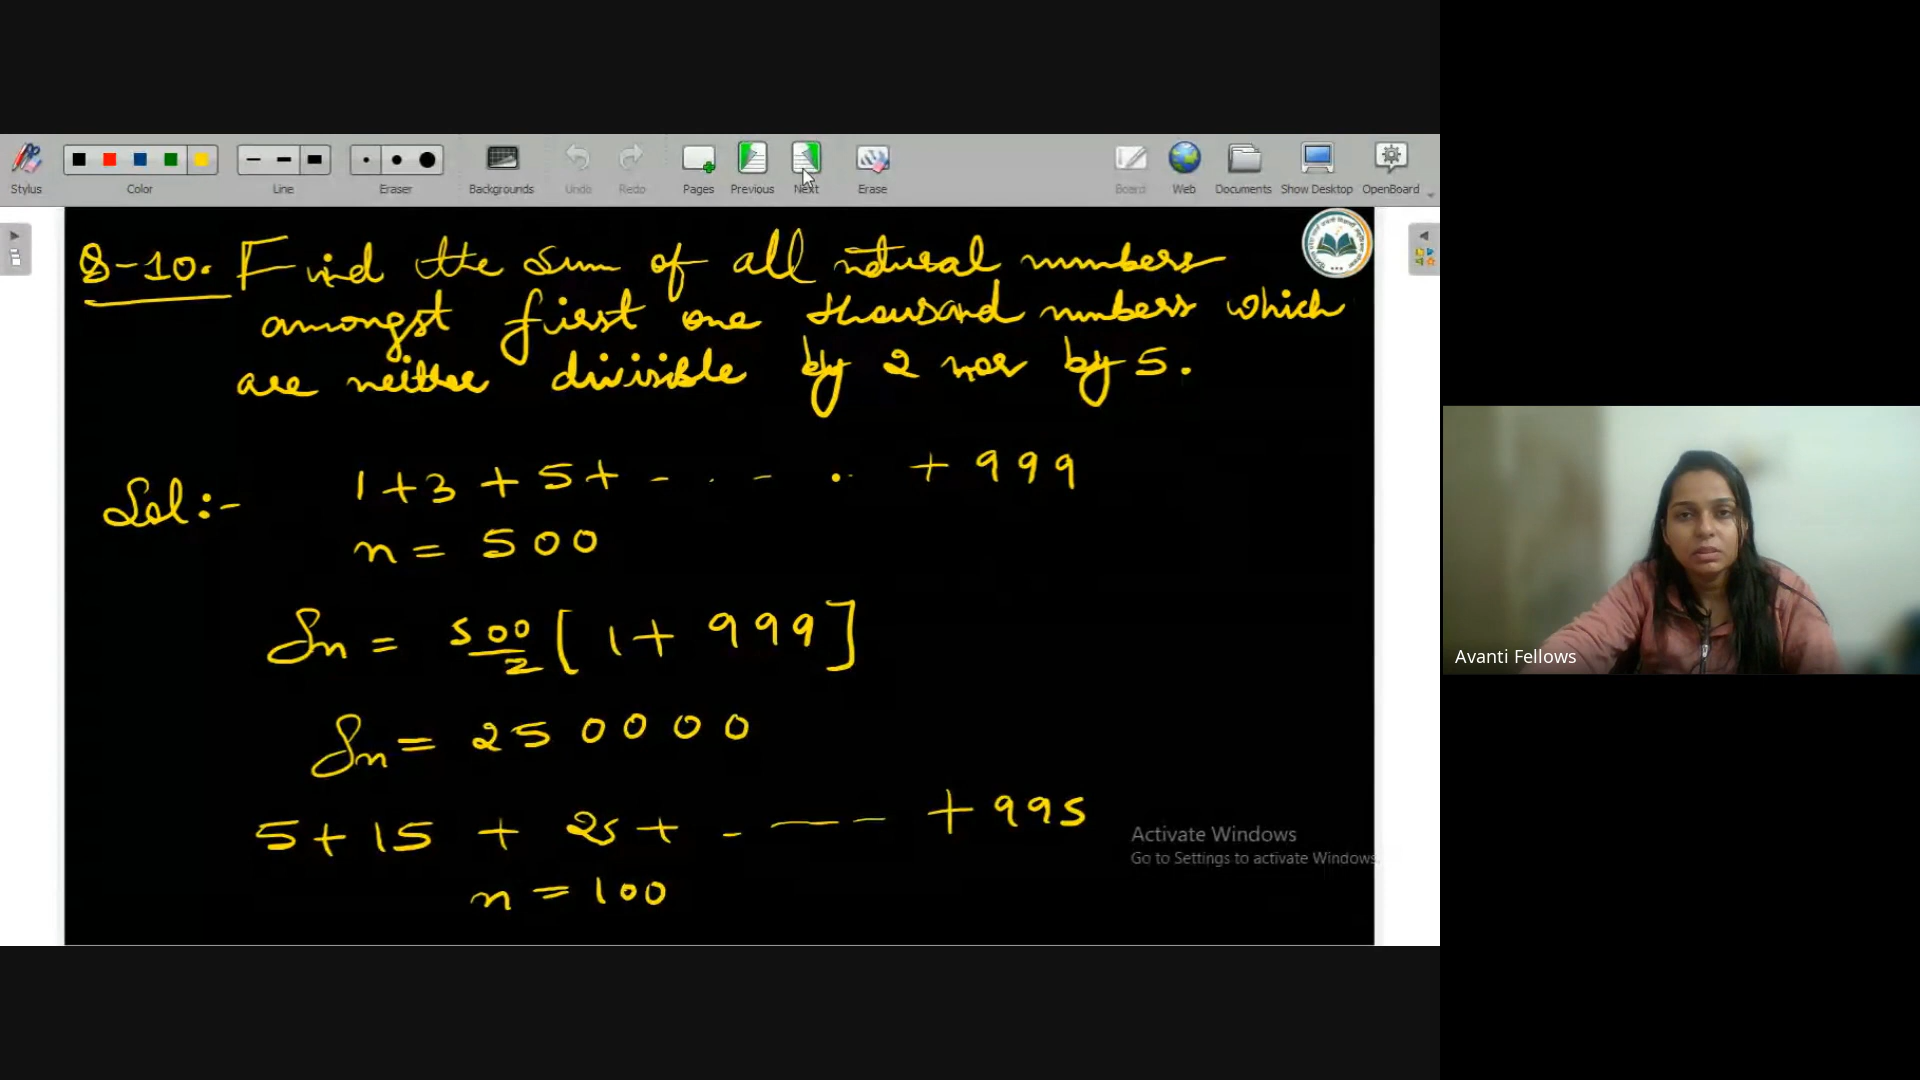 Stylus
Color
Line
Eraser
Backgrounds
Undo
Redo
Pages
Previous
Next
Erase
Board
Web
Documents
Show Desktop
OpenBoard
Q-10. Find the sum of all natural numbers
amongst first one thousand numbers which
are neither divisible by 2 nor by 5.
Sol:- 1+3+5+- . - .. +999
n = 500
Sn = 500/2 [1+999]
Sn = 250000
5+15+25+ - — - +995
n = 100
Activate Windows
Go to Settings to activate Windows.
Avanti Fellows